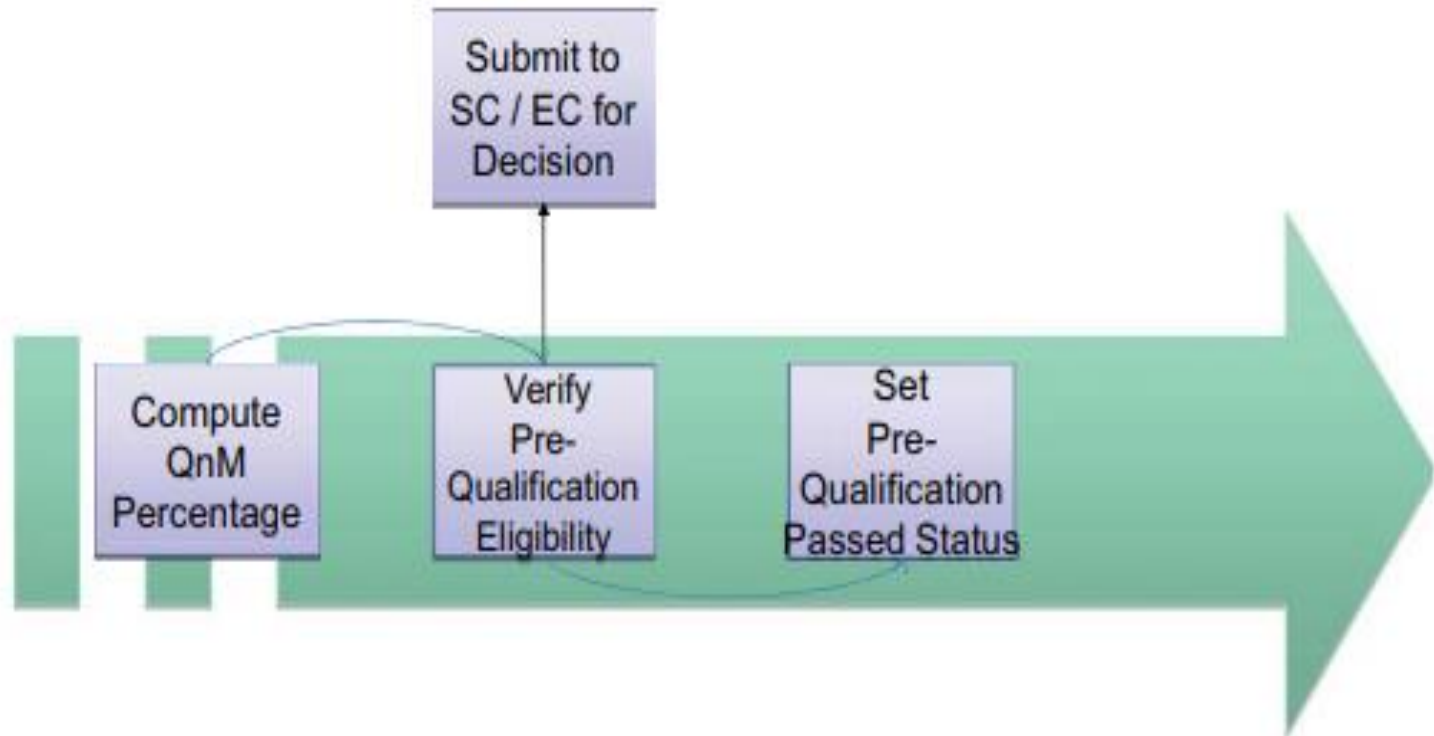 Submit to
SC / EC for
Decision
Compute
QnM
Percentage
Verify
Pre-
Qualification
Eligibility
Set
Pre-
Qualification
Passed Status